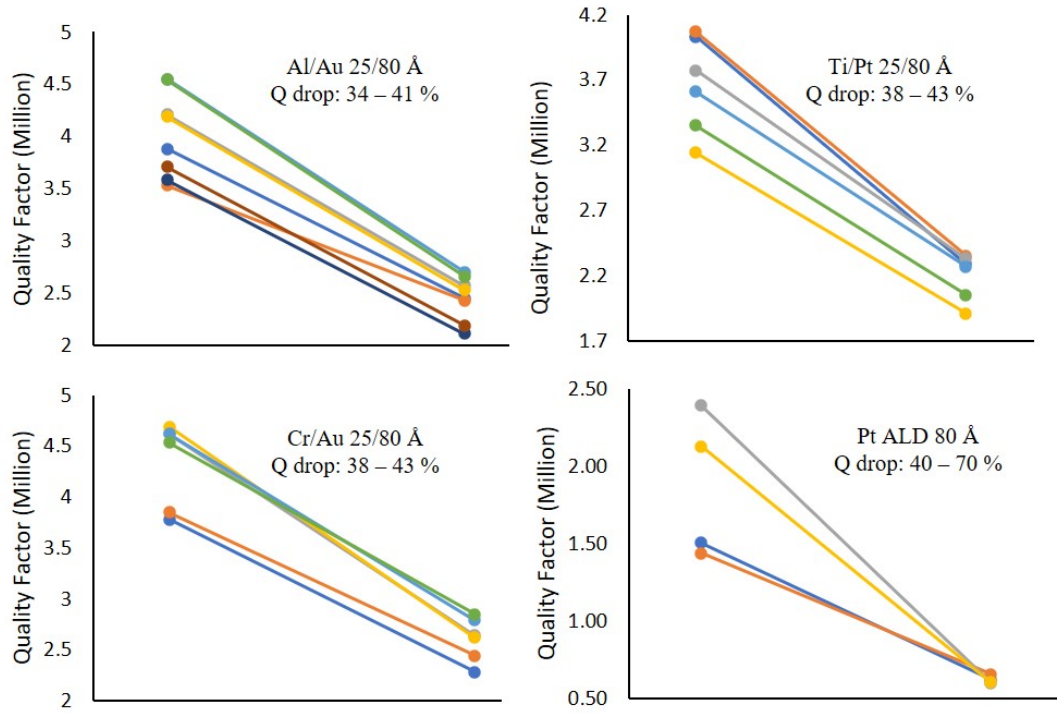 Quality Factor (Million)
5
4.5
4
3.5
3
2.5
2
Al/Au 25/80 Å
Q drop: 34 – 41 %
Quality Factor (Million)
4.2
3.7
3.2
2.7
2.2
1.7
Ti/Pt 25/80 Å
Q drop: 38 – 43 %
Quality Factor (Million)
5
4.5
4
3.5
3
2.5
2
Cr/Au 25/80 Å
Q drop: 38 – 43 %
Quality Factor (Million)
2.50
2.00
1.50
1.00
0.50
Pt ALD 80 Å
Q drop: 40 – 70 %